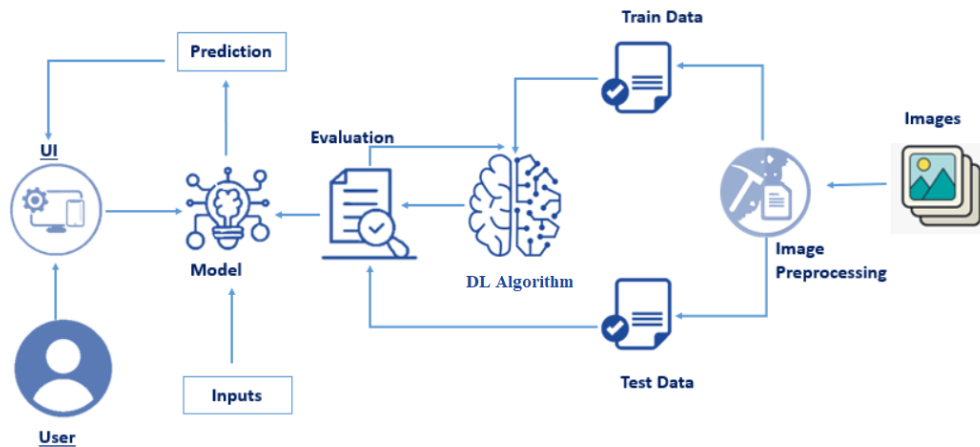 Train Data
Prediction
Images
Evaluation
UI
Model
Image
Preprocessing
DL Algorithm
Inputs
Test Data
User